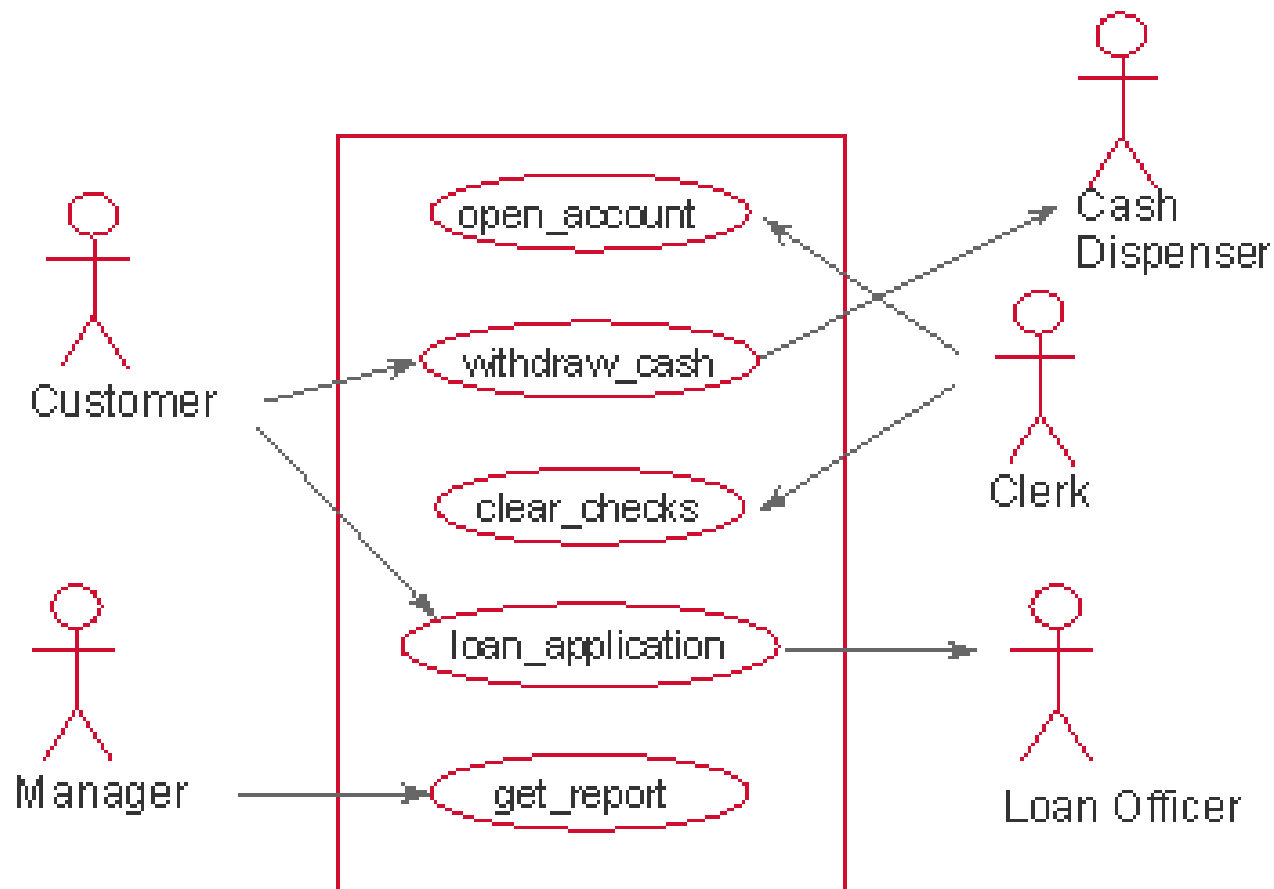 Cash
Dispenser
open_account
withdraw_cash
Customer
clear_checks
Clerk
loan_application
Manager
get_report
Loan Officer